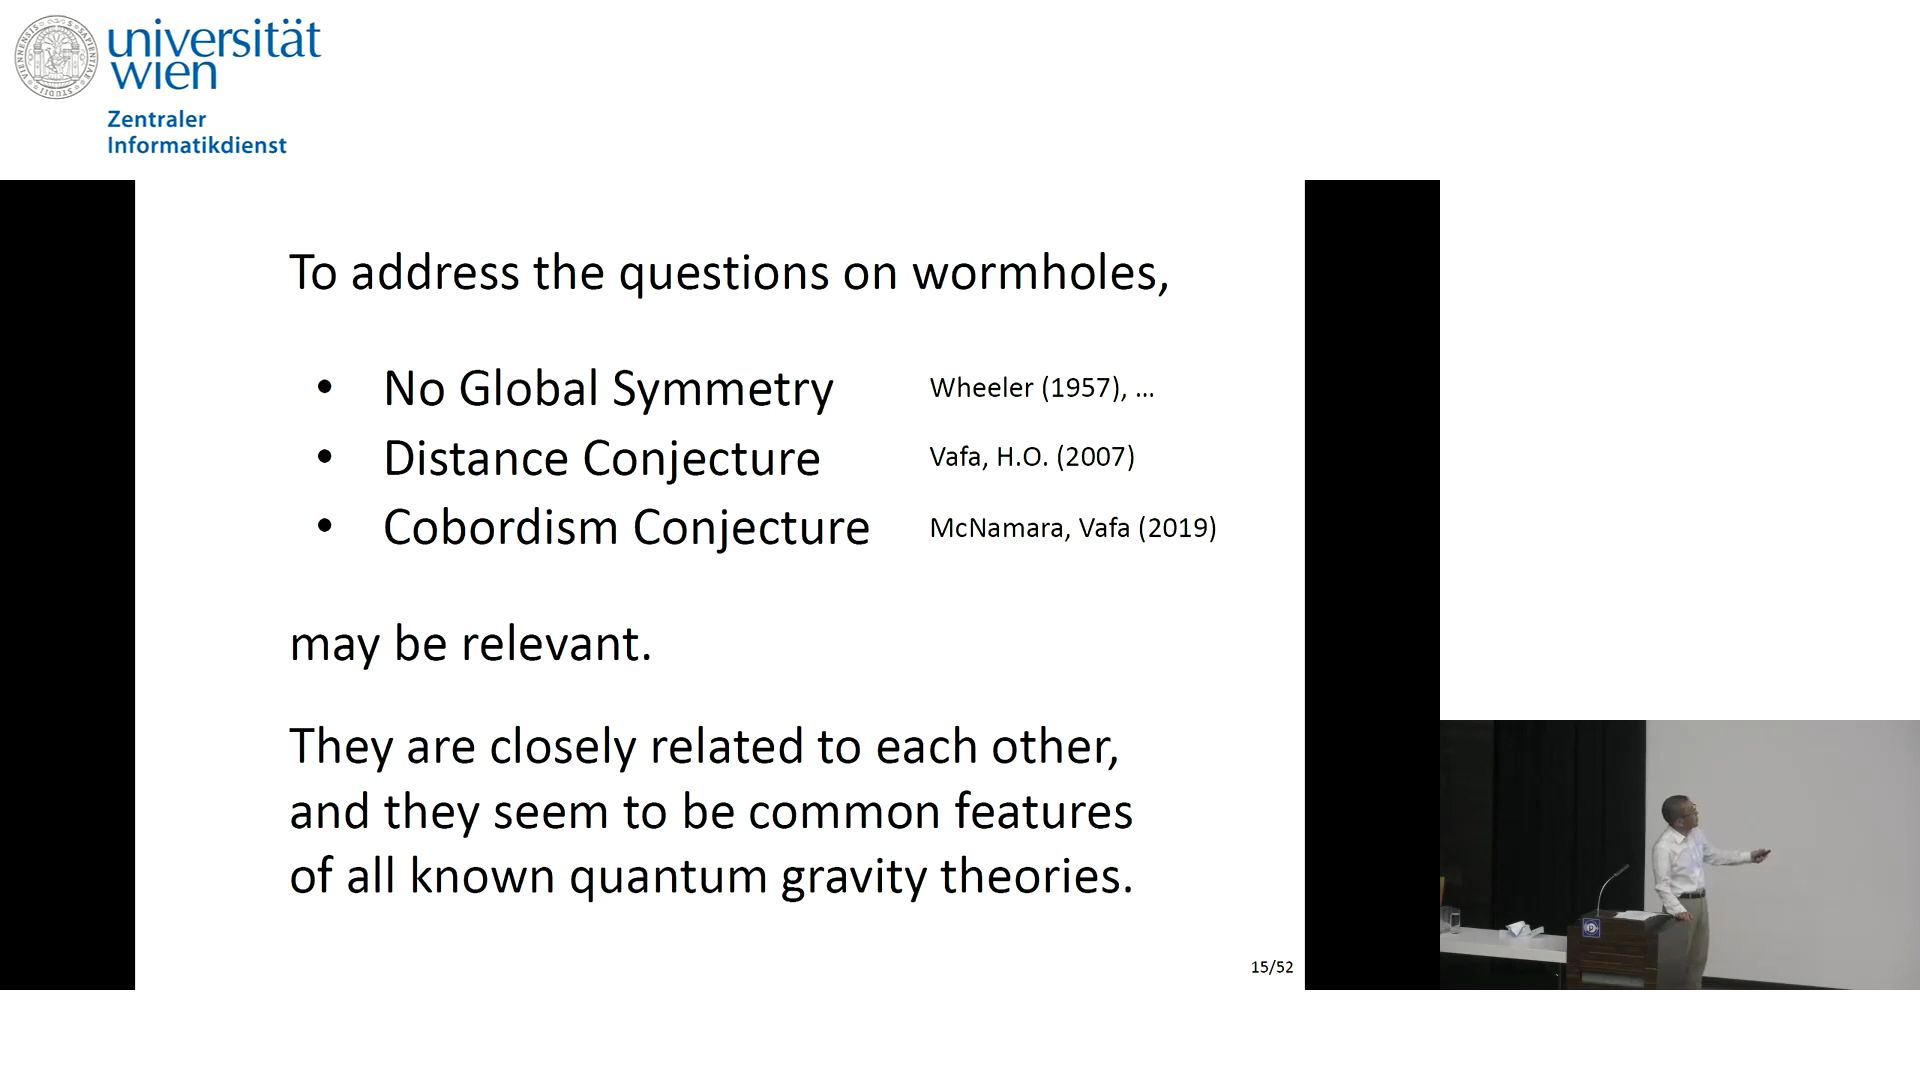 universität
wien
Zentraler
Informatikdienst
To address the questions on wormholes,
• No Global Symmetry Wheeler (1957), ...
• Distance Conjecture Vafa, H.O. (2007)
• Cobordism Conjecture McNamara, Vafa (2019)
may be relevant.
They are closely related to each other,
and they seem to be common features
of all known quantum gravity theories.
15/52